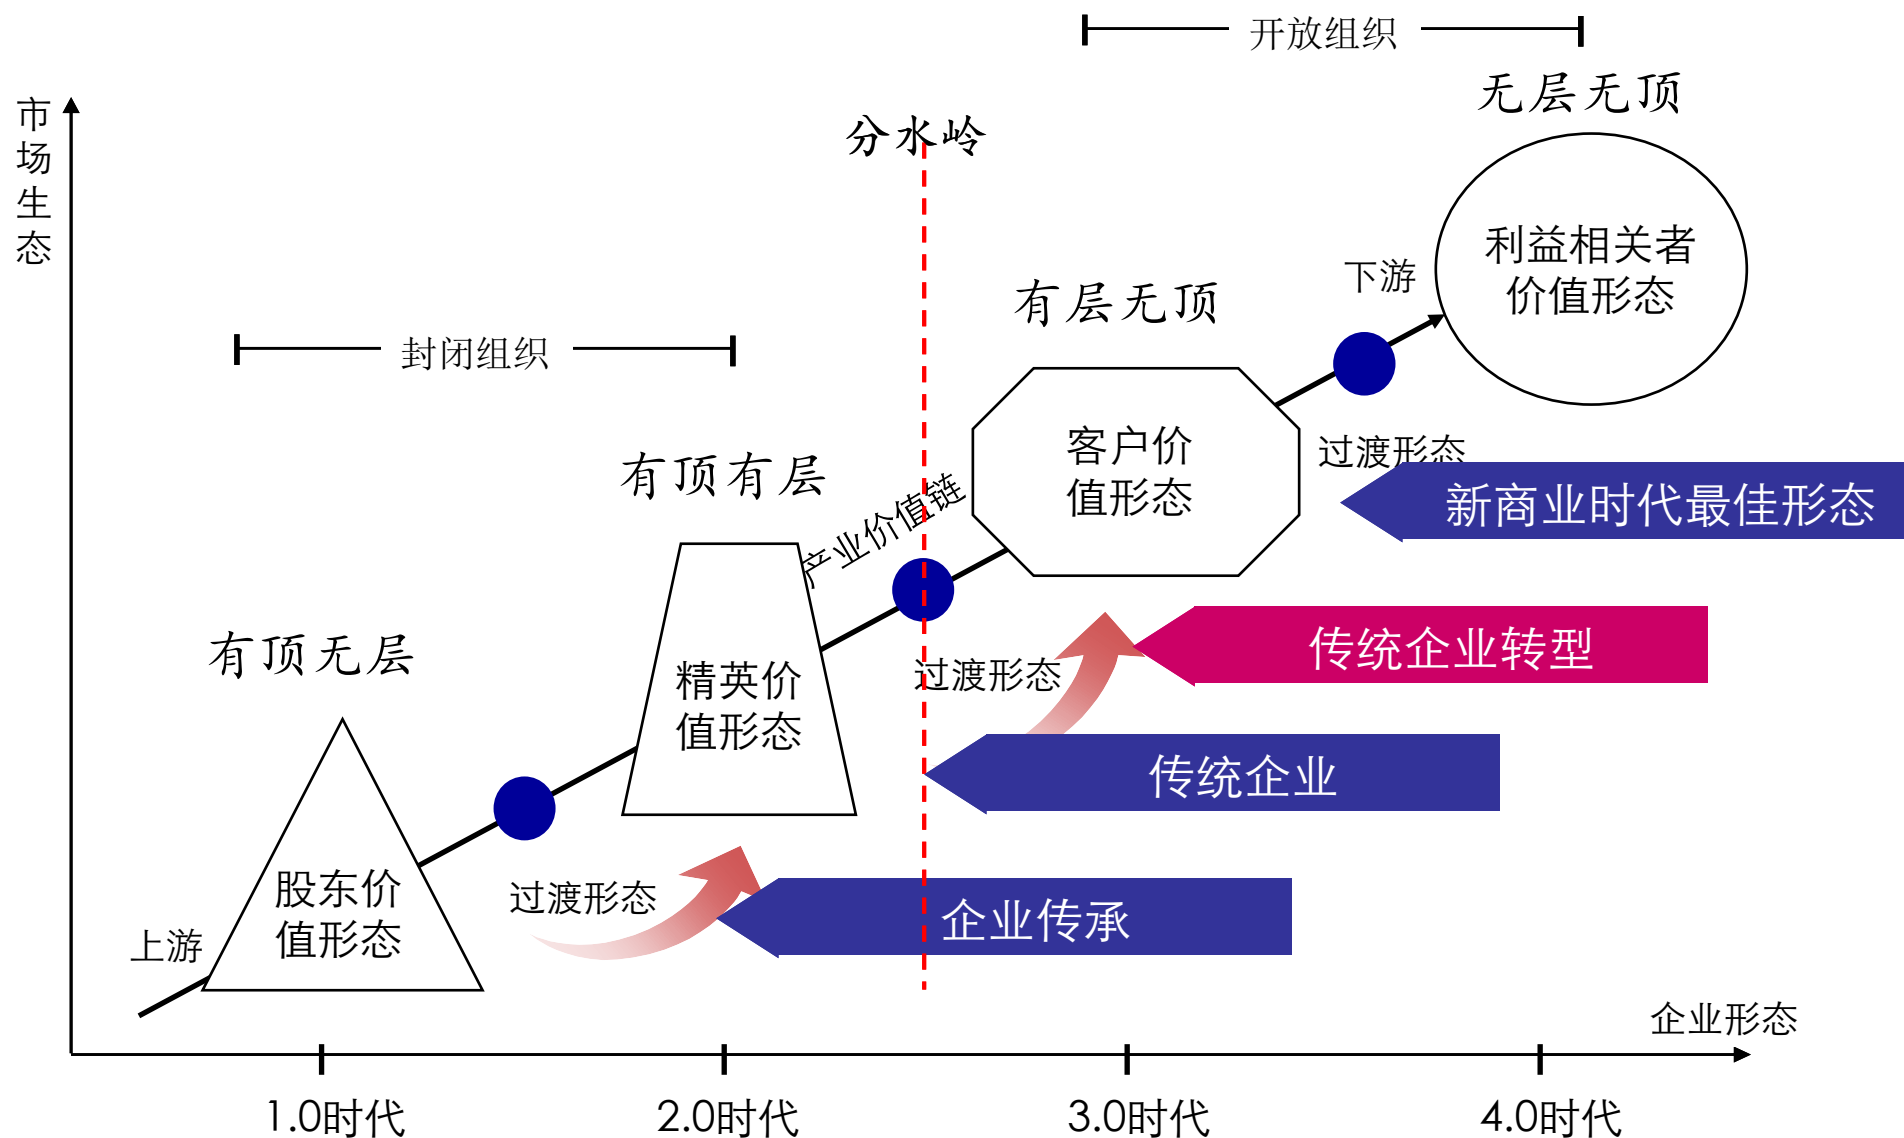 开放组织
无层无顶
市场生态
分水岭
利益相关者
价值形态
下游
有层无顶
封闭组织
客户价
值形态
过渡形态
有顶有层
产业价值链
新商业时代最佳形态
有顶无层
传统企业转型
精英价
值形态
过渡形态
传统企业
股东价
值形态
过渡形态
企业传承
上游
企业形态
1.0时代
2.0时代
3.0时代
4.0时代